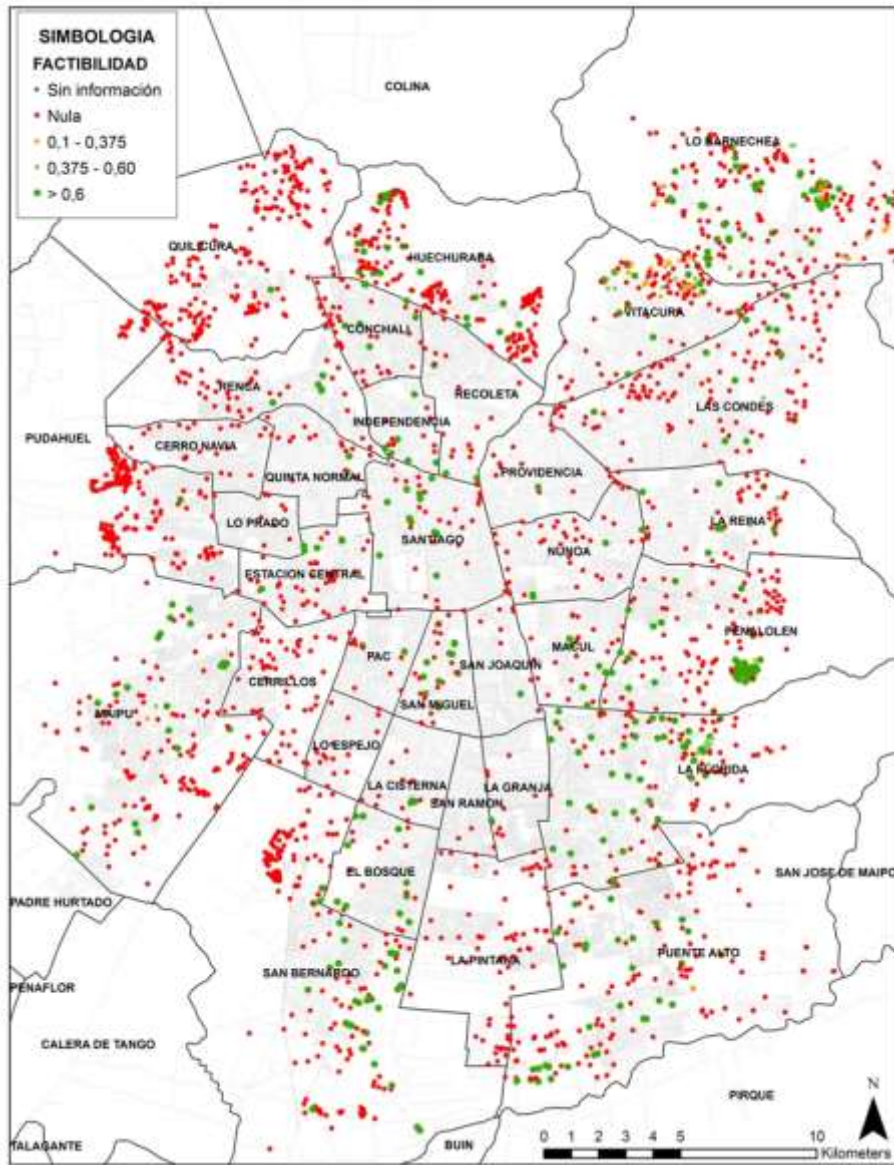 SIMBOLOGIA
FACTIBILIDAD
Sin información
Nula
0,1 - 0,375
0,375 - 0,60
> 0,6
COLINA
LO BARNECHEA
QUILICURA
HUECHURABA
VITACURA
CONCHALI
RENCA
RECOLETA
LAS CONDES
INDEPENDENCIA
PUDAHUEL
CERRO NAVIA
QUINTA NORMAL
PROVIDENCIA
LO PRADO
LA REINA
SANTIAGO
ÑUÑOA
ESTACION CENTRAL
PEÑALOLEN
PAC
SAN JOAQUIN
MACUL
CERRILLOS
SAN MIGUEL
MAIPU
LO ESPEJO
LA FLORIDA
LA CISTERNA
LA GRANJA
SAN RAMON
EL BOSQUE
SAN JOSE DE MAIPO
PADRE HURTADO
PUENTE ALTO
SAN BERNARDO
LA PINTANA
PEÑAFLOR
CALERA DE TANGO
PIRQUE
N
TALAGANTE
BUIN
0 1 2 3 4 5 10
Kilometers